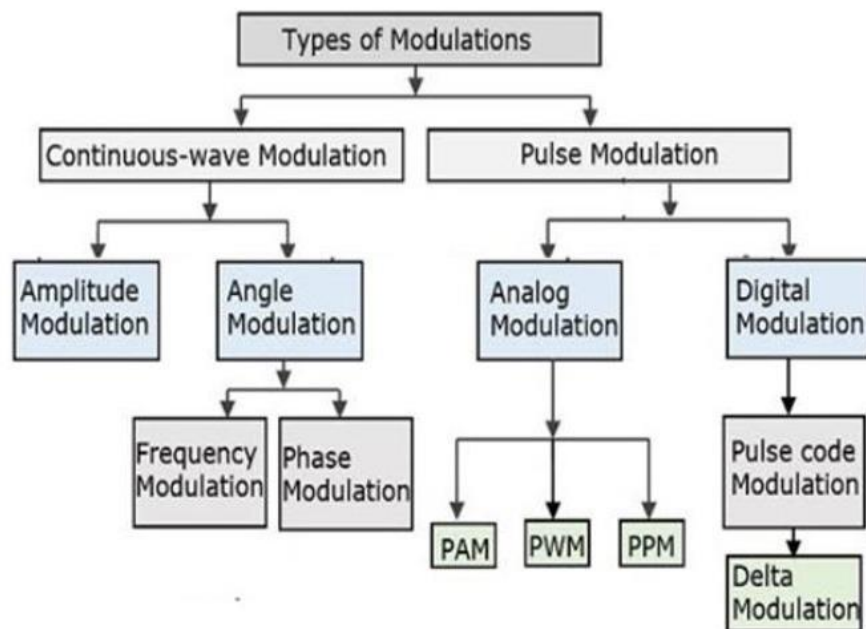 Types of Modulations
Continuous-wave Modulation
Pulse Modulation
Amplitude
Modulation
Angle
Modulation
Analog
Modulation
Digital
Modulation
Frequency
Modulation
Phase
Modulation
Pulse code
Modulation
PAM
PWM
PPM
Delta
Modulation